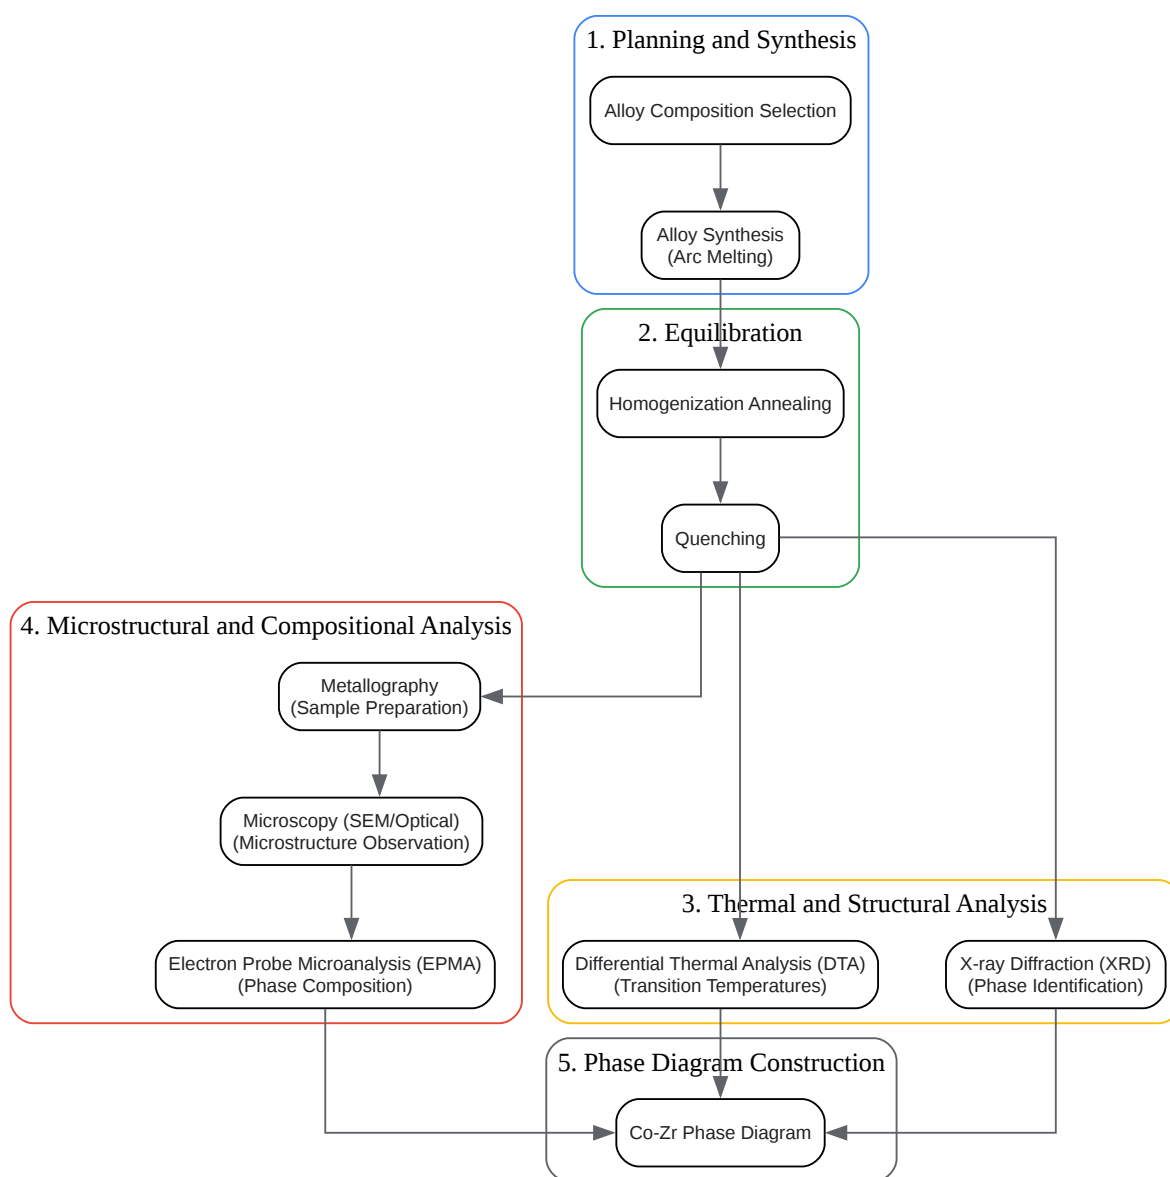 1. Planning and Synthesis
Alloy Composition Selection
Alloy Synthesis
(Arc Melting)
2. Equilibration
Homogenization Annealing
Quenching
4. Microstructural and Compositional Analysis
Metallography
(Sample Preparation)
Microscopy (SEM/Optical)
(Microstructure Observation)
Electron Probe Microanalysis (EPMA)
(Phase Composition)
3. Thermal and Structural Analysis
Differential Thermal Analysis (DTA)
(Transition Temperatures)
X-ray Diffraction (XRD)
(Phase Identification)
5. Phase Diagram Construction
Co-Zr Phase Diagram